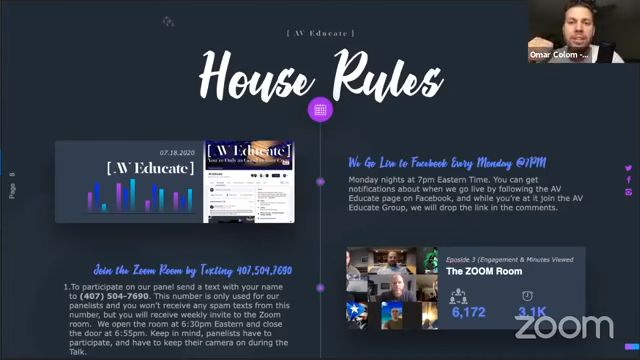 [ AV Educate ]
House Rules
Omar Colom -...
07.18.2020
[ AV Educate ]
AV Educate
We Go Live to Facebook Every Monday @7PM
Monday nights at 7pm Eastern Time. You can
get notifications about when we go live by following the AV
Educate page on Facebook, and while you're at it join the AV
Educate Group, we will drop the link in the comments.
Page 8
Join the Zoom Room by Texting 407.504.7690
1.To participate on our panel send a text with your name
to (407) 504-7690. This number is only used for our
panelists and you won't receive any spam texts from this
number, but you will receive weekly invite to the Zoom
room. We open the room at 6:30pm Eastern and close
the door at 6:55pm. Keep in mind, panelists have to
participate, and have to keep their camera on during the
Talk.
Eposide 3 (Engagement & Minutes Viewed
The ZOOM Room
6,172
3.1K
zoom